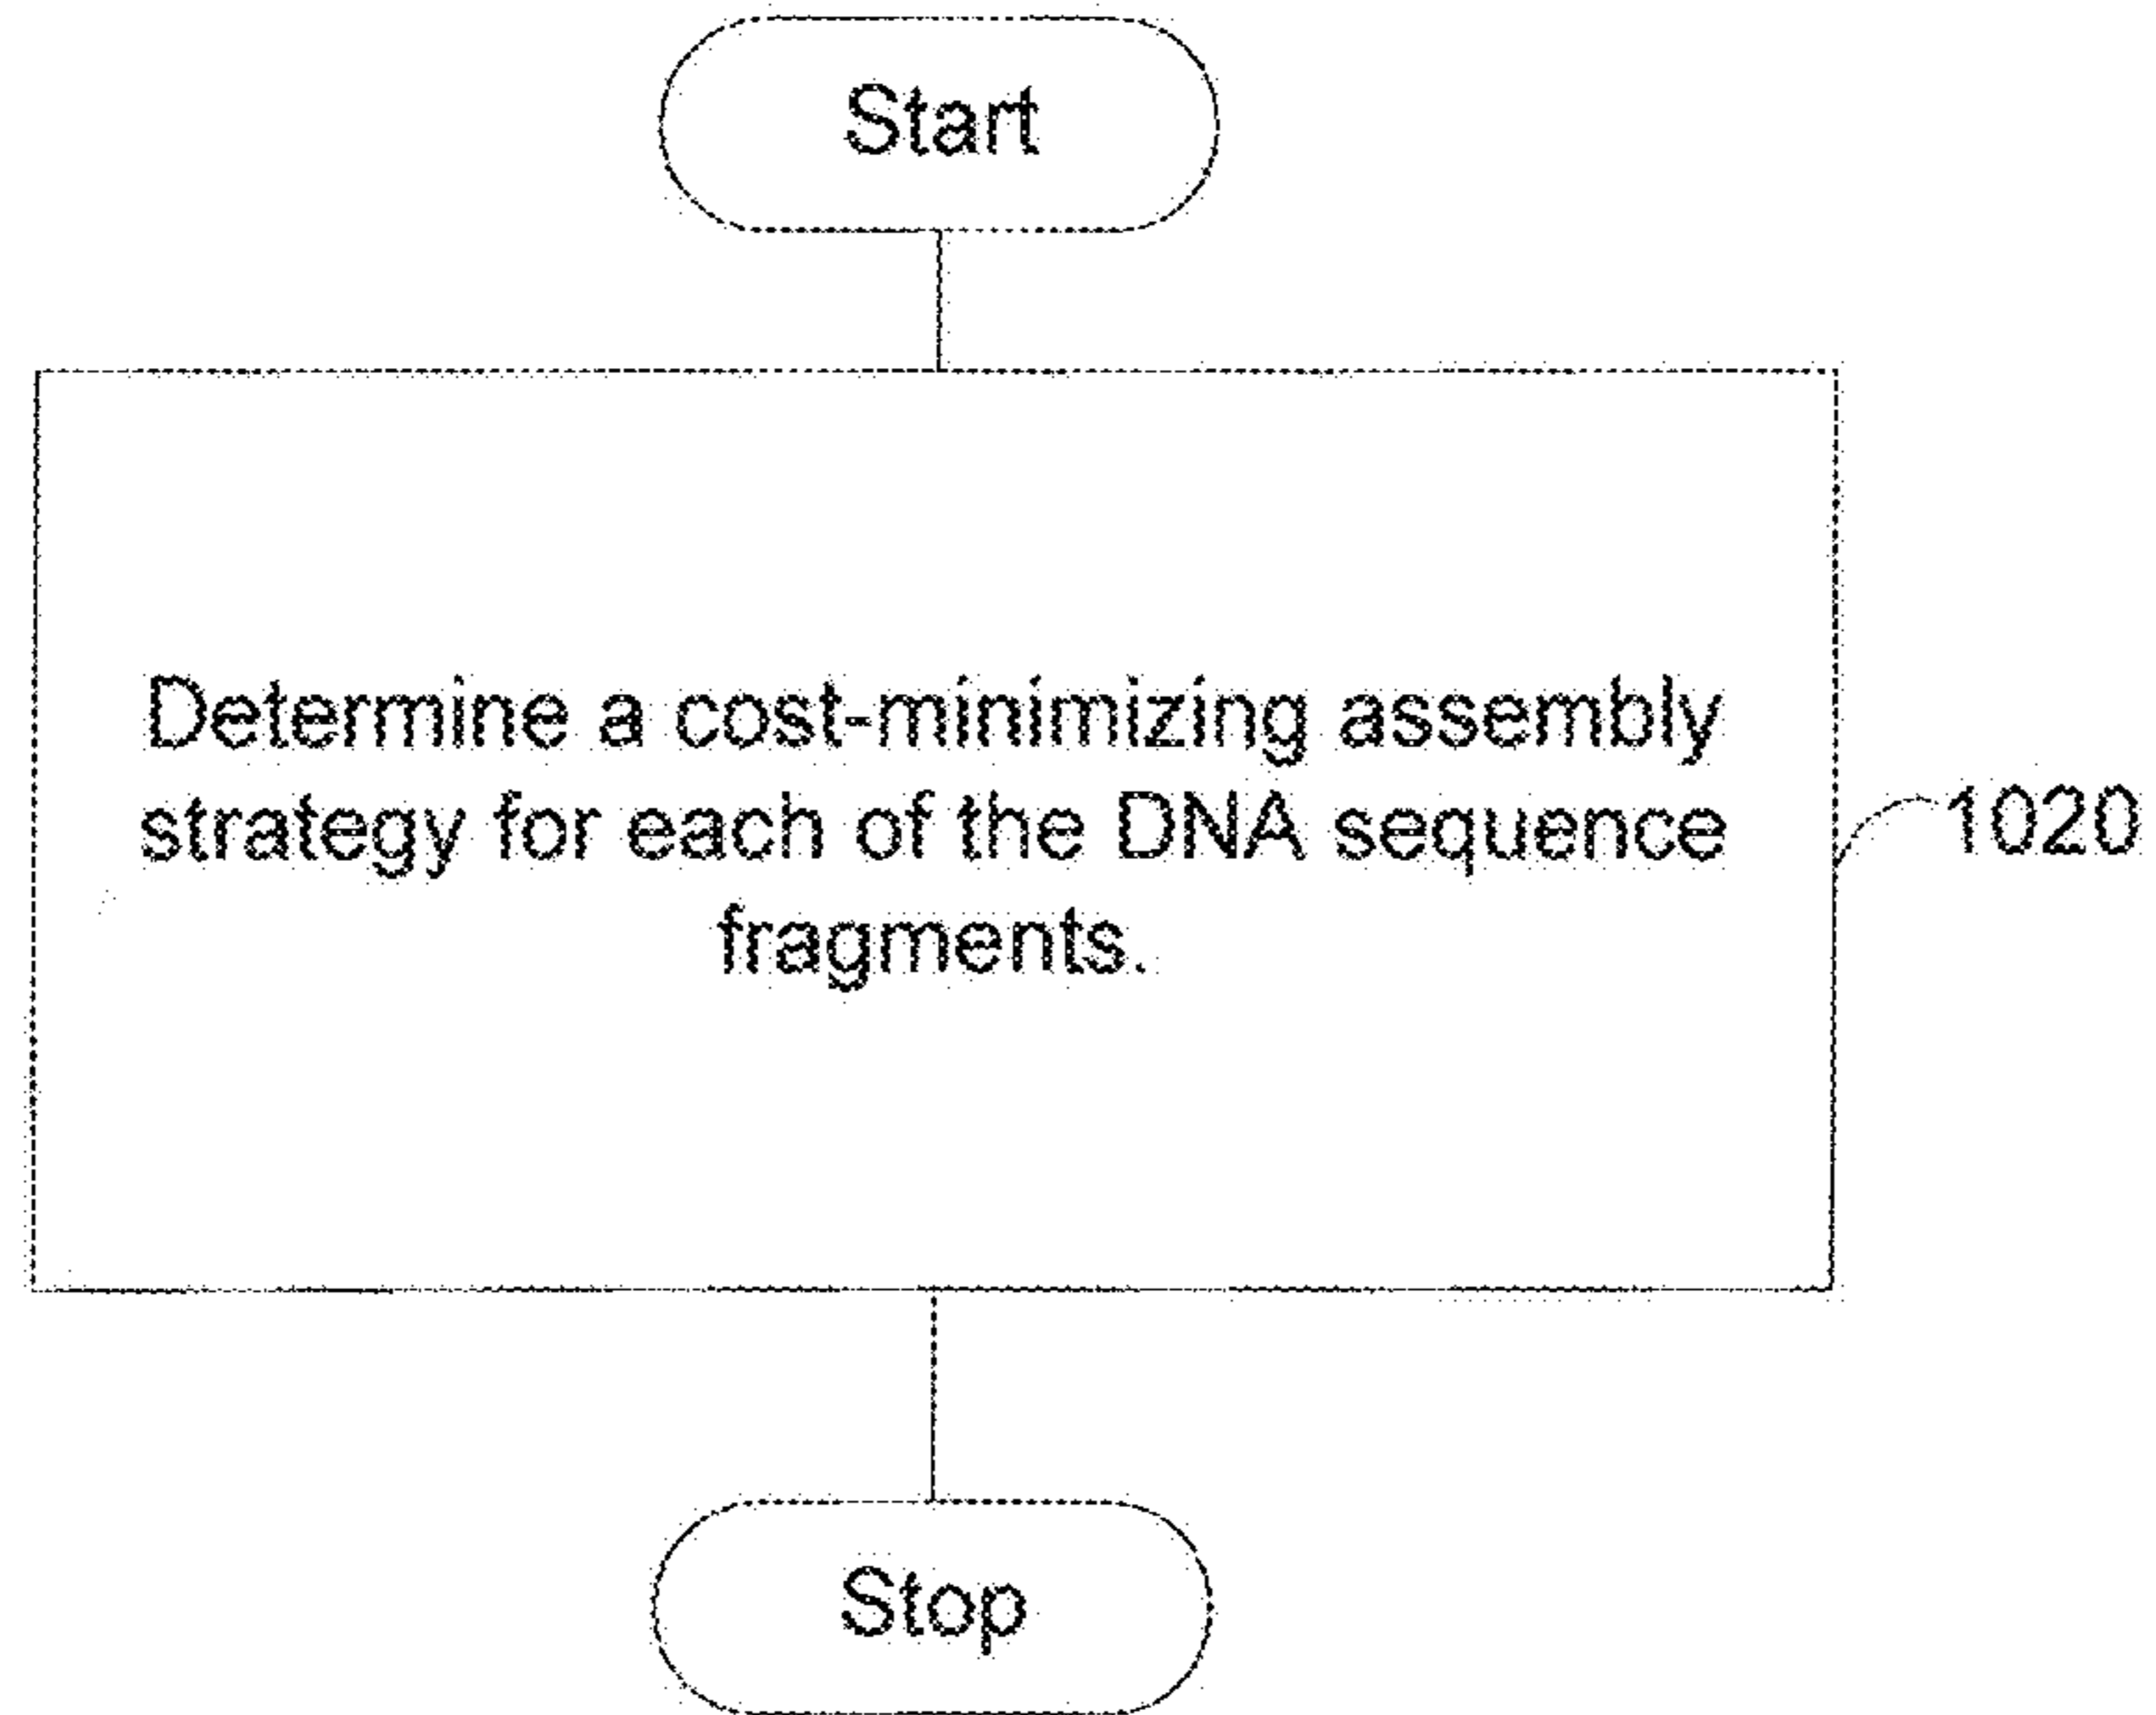 Start
Determine a cost-minimizing assembly
strategy for each of the DNA sequence
fragments.
1020
Stop